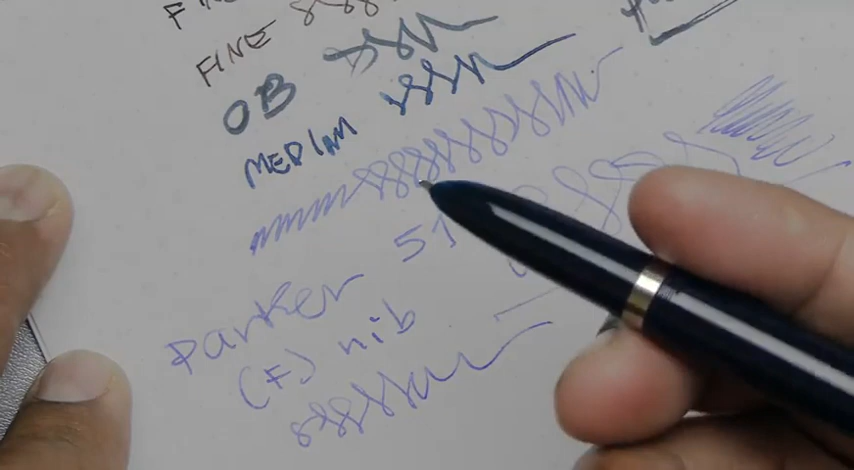 FINE
OB
MEDIUM
Parker 51
(F) nib